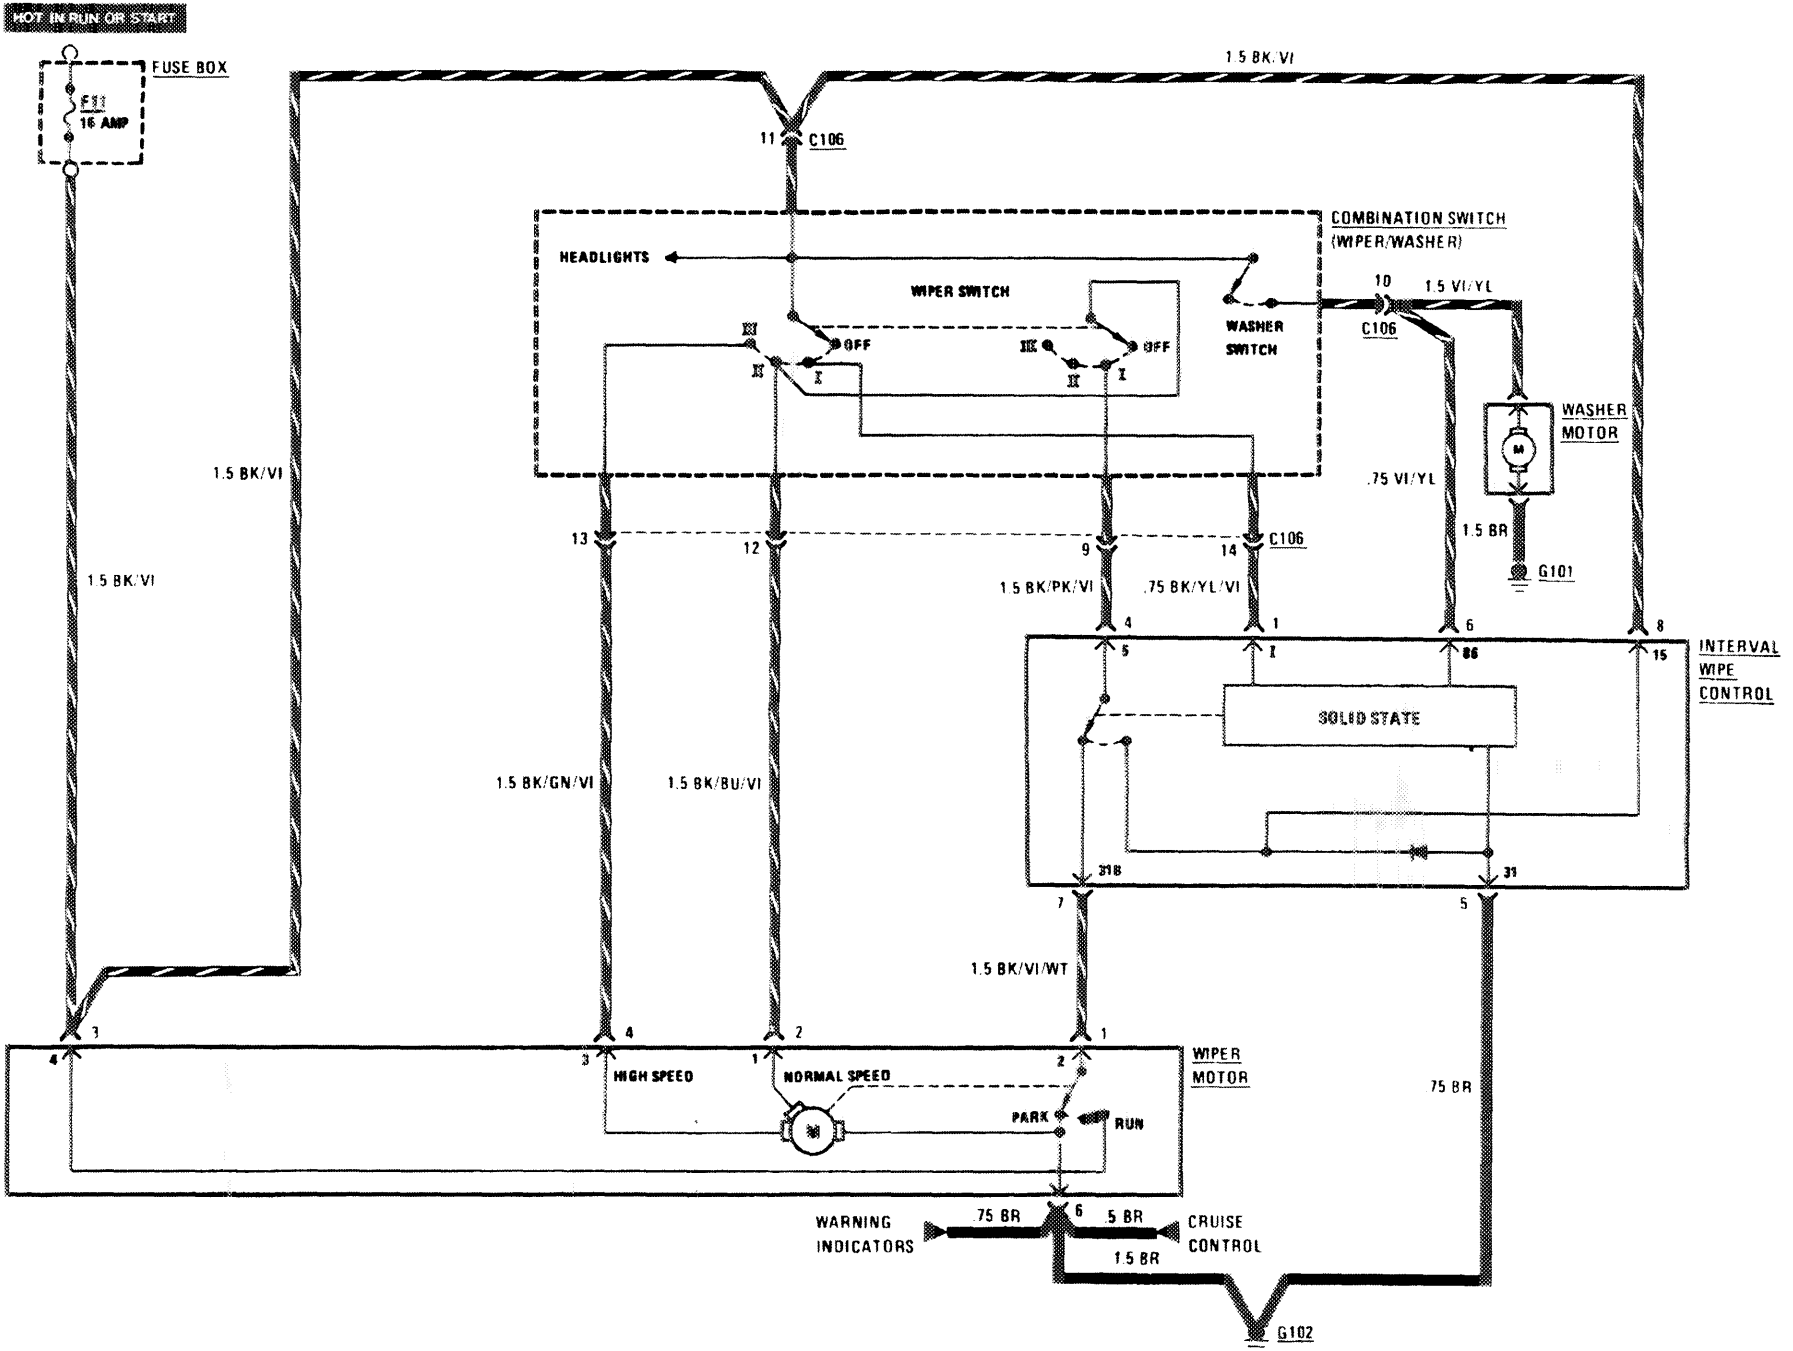 HOT IN RUN OR START
FUSE BOX
F11
16 AMP
1.5 BK/VI
11
C106
COMBINATION SWITCH
(WIPER/WASHER)
HEADLIGHTS
WIPER SWITCH
10
1.5 VI/YL
C106
WASHER
SWITCH
III
OFF
II
I
III
OFF
II
I
WASHER
MOTOR
M
1.5 BK/VI
.75 VI/YL
1.5 BR
G101
13
12
9
14
C106
1.5 BK/VI
1.5 BK/PK/VI
.75 BK/YL/VI
4
1
6
8
5
I
86
15
INTERVAL
WIPE
CONTROL
SOLID STATE
1.5 BK/GN/VI
1.5 BK/BU/VI
31B
31
7
5
1.5 BK/VI/WT
3
4
2
1
4
3
1
2
WIPER
MOTOR
HIGH SPEED
NORMAL SPEED
.75 BR
PARK
RUN
M
6
WARNING
INDICATORS
.75 BR
.5 BR
CRUISE
CONTROL
1.5 BR
G102